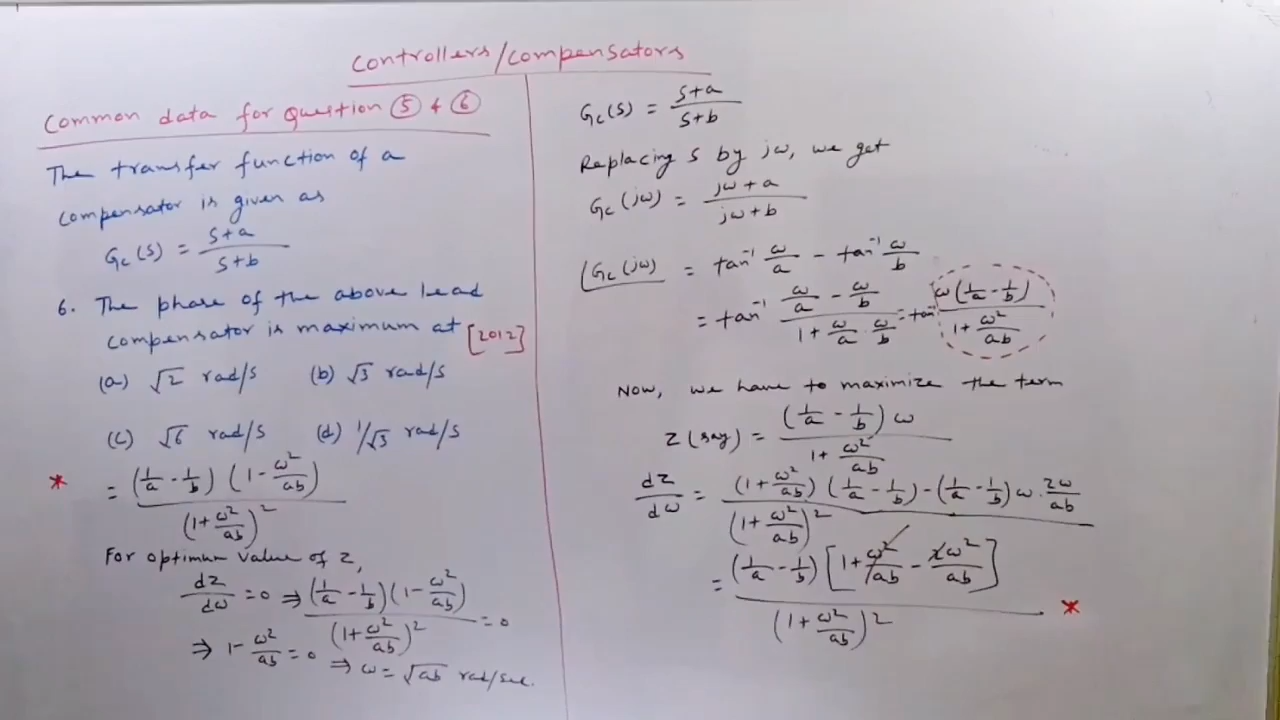 Controllers/Compensators
Common data for Question ⑤ & ⑥
The transfer function of a
compensator is given as
Gc(s) = (s+a)/(s+b)
6. The phase of the above lead
compensator is maximum at [2012]
(a) √2 rad/s (b) √3 rad/s
(c) √6 rad/s (d) 1/√3 rad/s
* = (1/a - 1/b)(1 - ω²/ab) / (1 + ω²/ab)²
For optimum value of z,
dz/dω = 0 ⇒ (1/a - 1/b)(1 - ω²/ab) / (1 + ω²/ab)² = 0
⇒ 1 - ω²/ab = 0 ⇒ ω = √ab rad/sec.
Gc(s) = (s+a)/(s+b)
Replacing s by jω, we get
Gc(jω) = (jω+a)/(jω+b)
∠Gc(jω) = tan⁻¹ ω/a - tan⁻¹ ω/b
= tan⁻¹ (ω/a - ω/b)/(1 + ω/a · ω/b) = tan⁻¹ ω(1/a - 1/b)/(1 + ω²/ab)
Now, we have to maximize the term
z (say) = (1/a - 1/b) ω / (1 + ω²/ab)
dz/dω = [(1 + ω²/ab)(1/a - 1/b) - (1/a - 1/b) ω · 2ω/ab] / (1 + ω²/ab)²
= (1/a - 1/b)[1 + ω²/ab - 2ω²/ab] / (1 + ω²/ab)² *